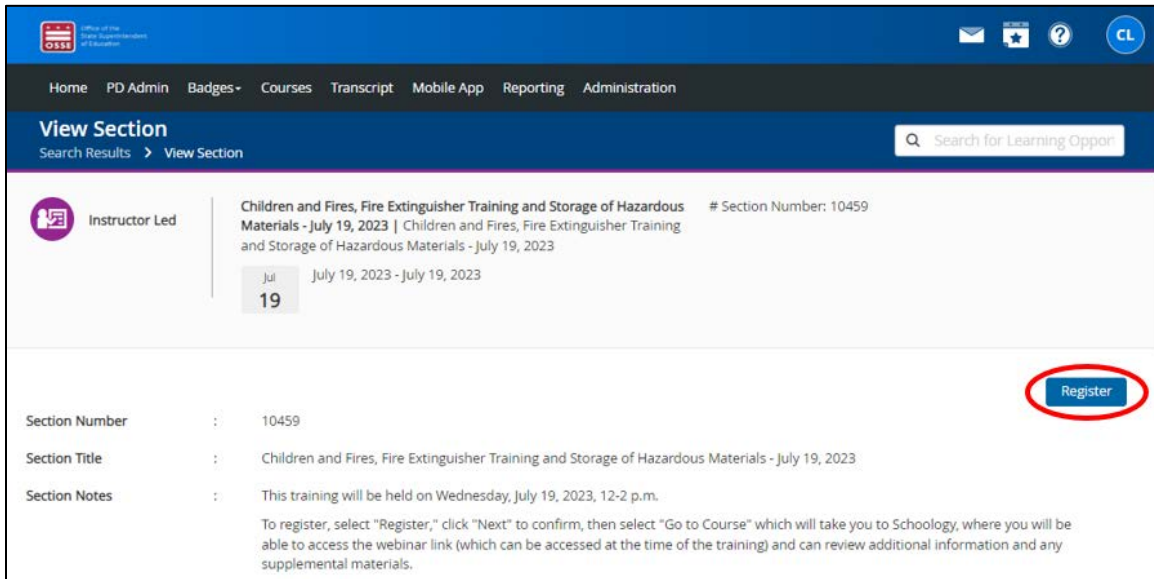 OSSE
Office of the
State Superintendent
of Education
CL
Home PD Admin Badges Courses Transcript Mobile App Reporting Administration
View Section
Search Results > View Section
Search for Learning Oppor
Instructor Led
Children and Fires, Fire Extinguisher Training and Storage of Hazardous
Materials - July 19, 2023 | Children and Fires, Fire Extinguisher Training
and Storage of Hazardous Materials - July 19, 2023
# Section Number: 10459
Jul
19
July 19, 2023 - July 19, 2023
Register
Section Number : 10459
Section Title : Children and Fires, Fire Extinguisher Training and Storage of Hazardous Materials - July 19, 2023
Section Notes : This training will be held on Wednesday, July 19, 2023, 12-2 p.m.
To register, select "Register," click "Next" to confirm, then select "Go to Course" which will take you to Schoology, where you will be
able to access the webinar link (which can be accessed at the time of the training) and can review additional information and any
supplemental materials.